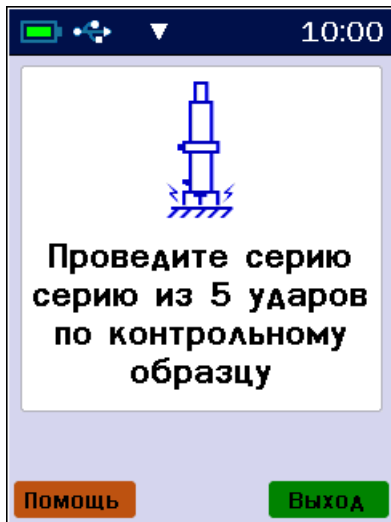 10:00
Проведите серию
серию из 5 ударов
по контрольному
образцу
Помощь
Выход